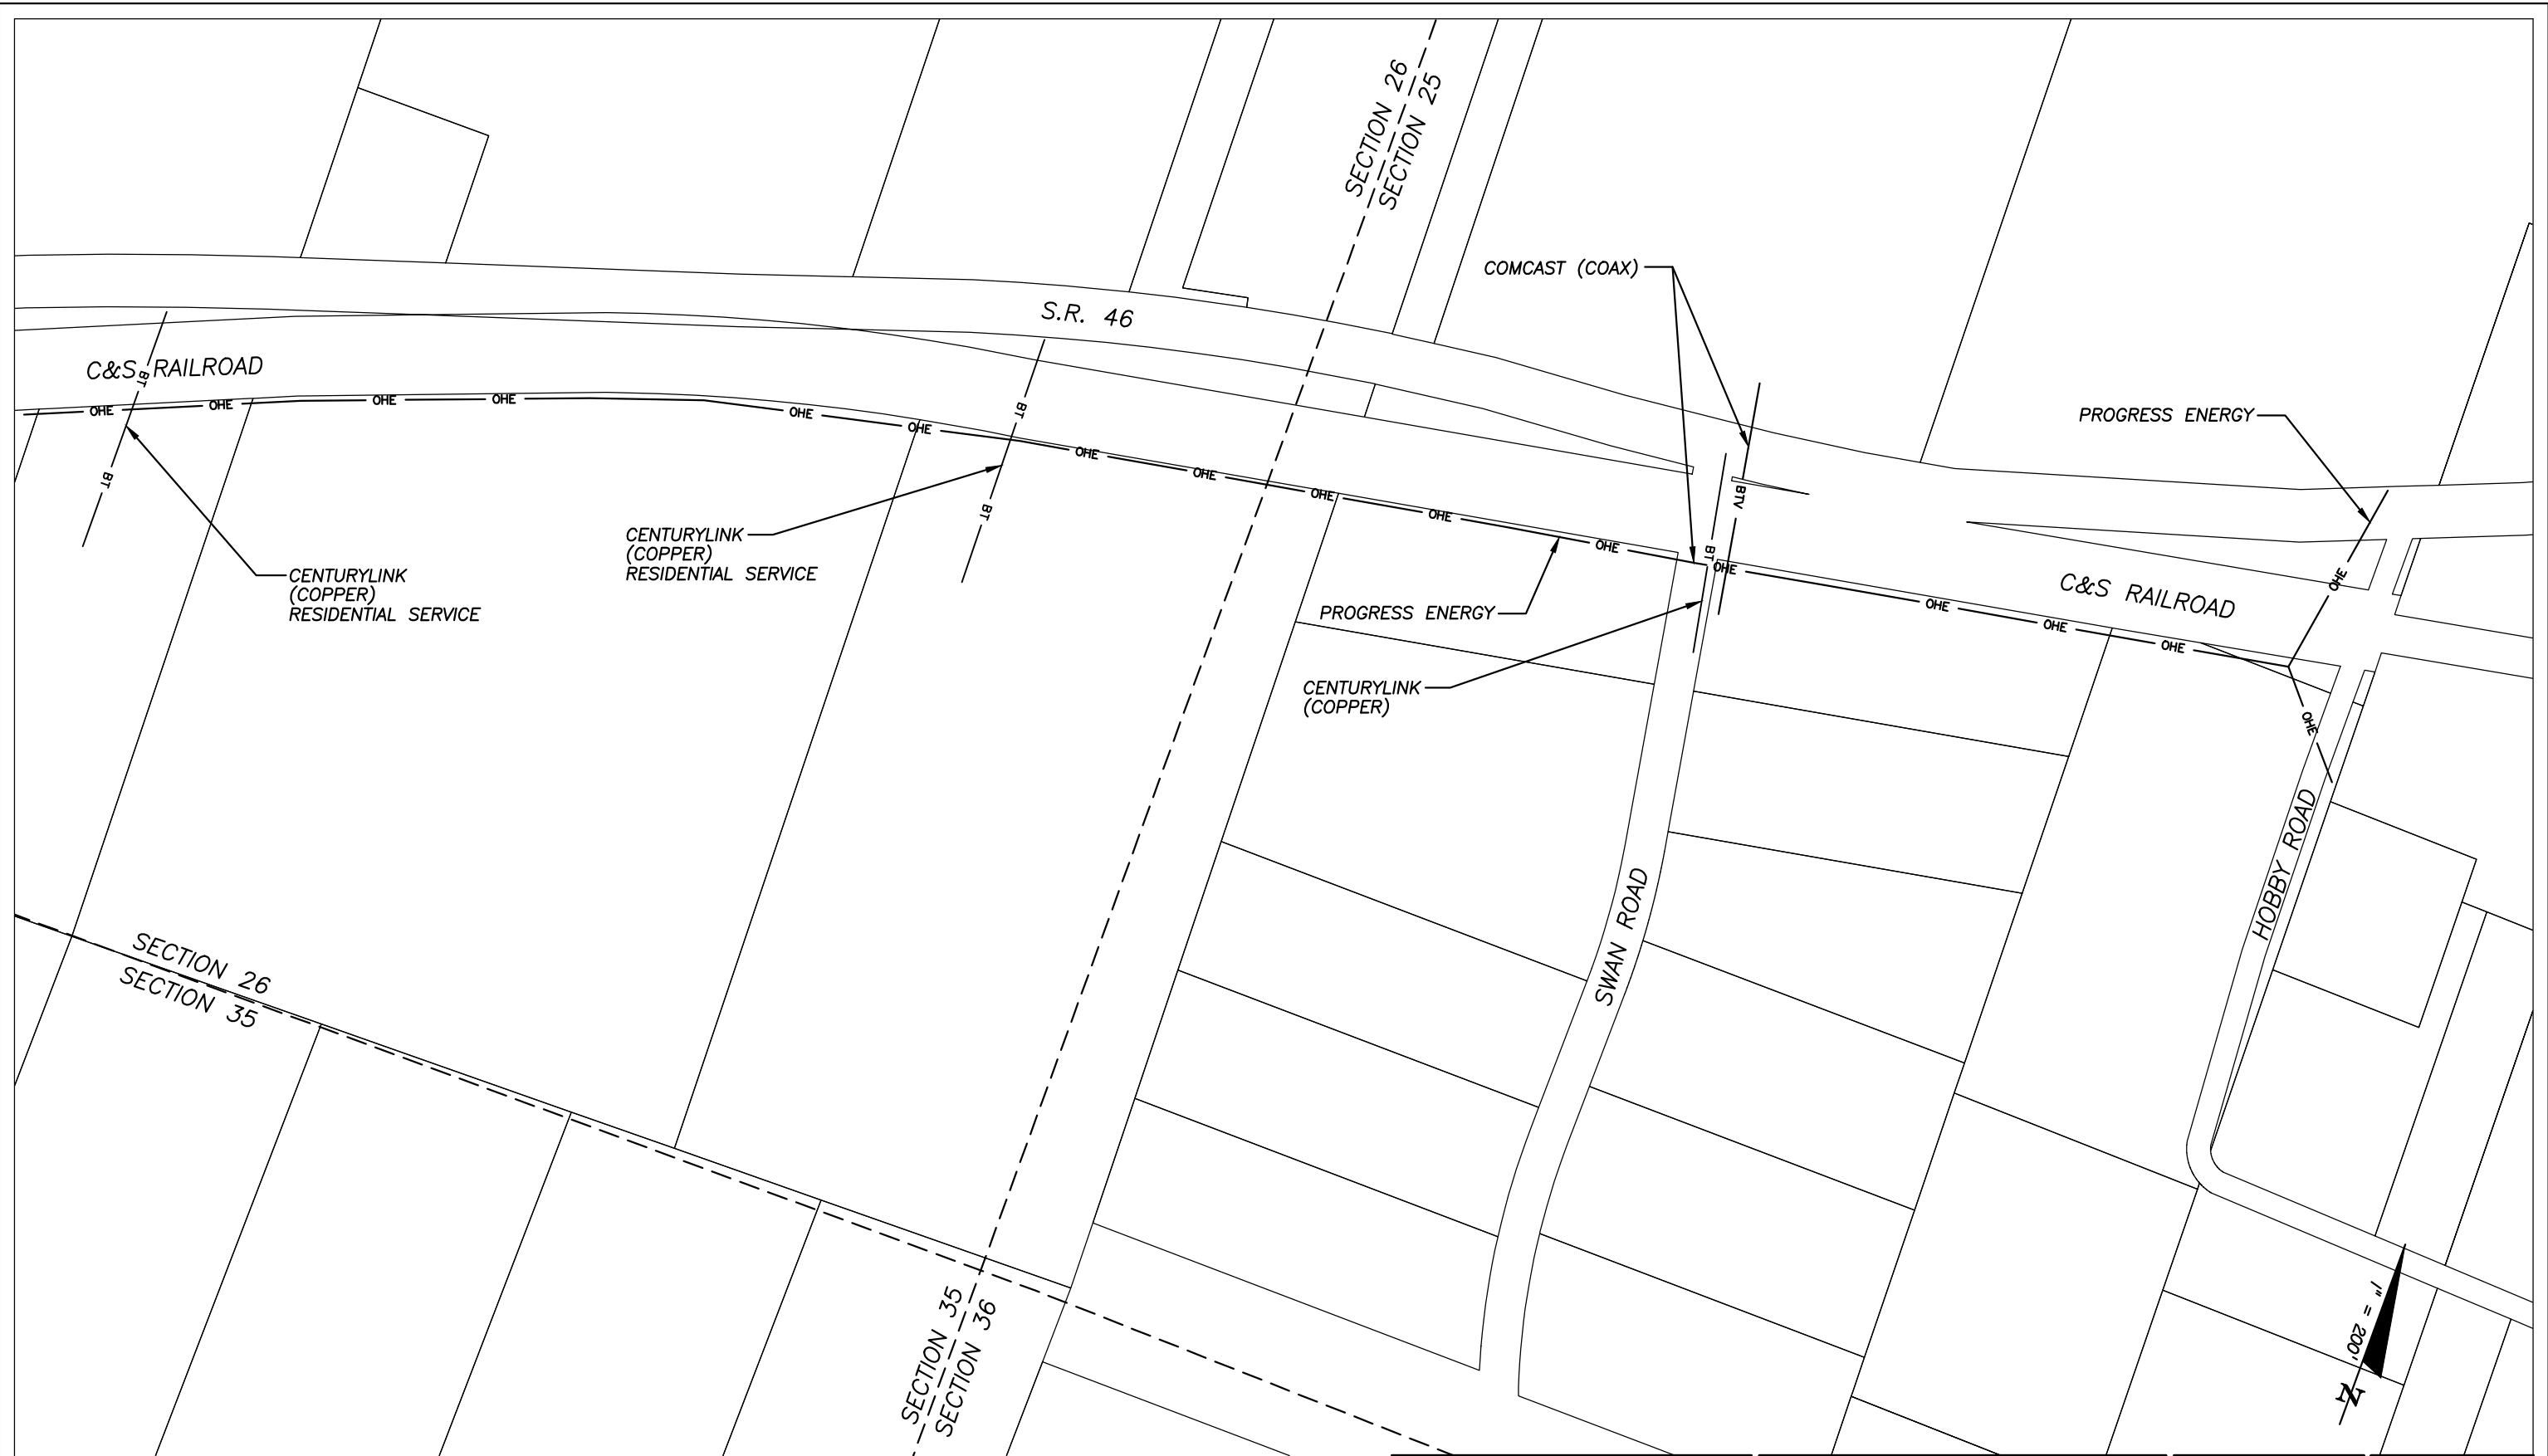 SECTION 26
SECTION 25
COMCAST (COAX)
S.R. 46
C&S RAILROAD
BT
BT
OHE
OHE
OHE
OHE
OHE
OHE
BT
BT
OHE
OHE
OHE
OHE
OHE
BT
BTV
OHE
OHE
OHE
OHE
PROGRESS ENERGY
OHE
OHE
C&S RAILROAD
CENTURYLINK
(COPPER)
RESIDENTIAL SERVICE
CENTURYLINK
(COPPER)
RESIDENTIAL SERVICE
PROGRESS ENERGY
CENTURYLINK
(COPPER)
SWAN ROAD
HOBBY ROAD
SECTION 26
SECTION 35
SECTION 35
SECTION 36
1" = 200'
N